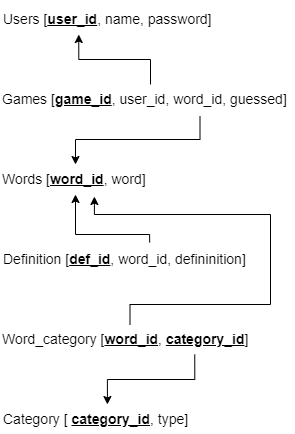 Users [user_id, name, password]
Games [game_id, user_id, word_id, guessed]
Words [word_id, word]
Definition [def_id, word_id, defininition]
Word_category [word_id, category_id]
Category [ category_id, type]